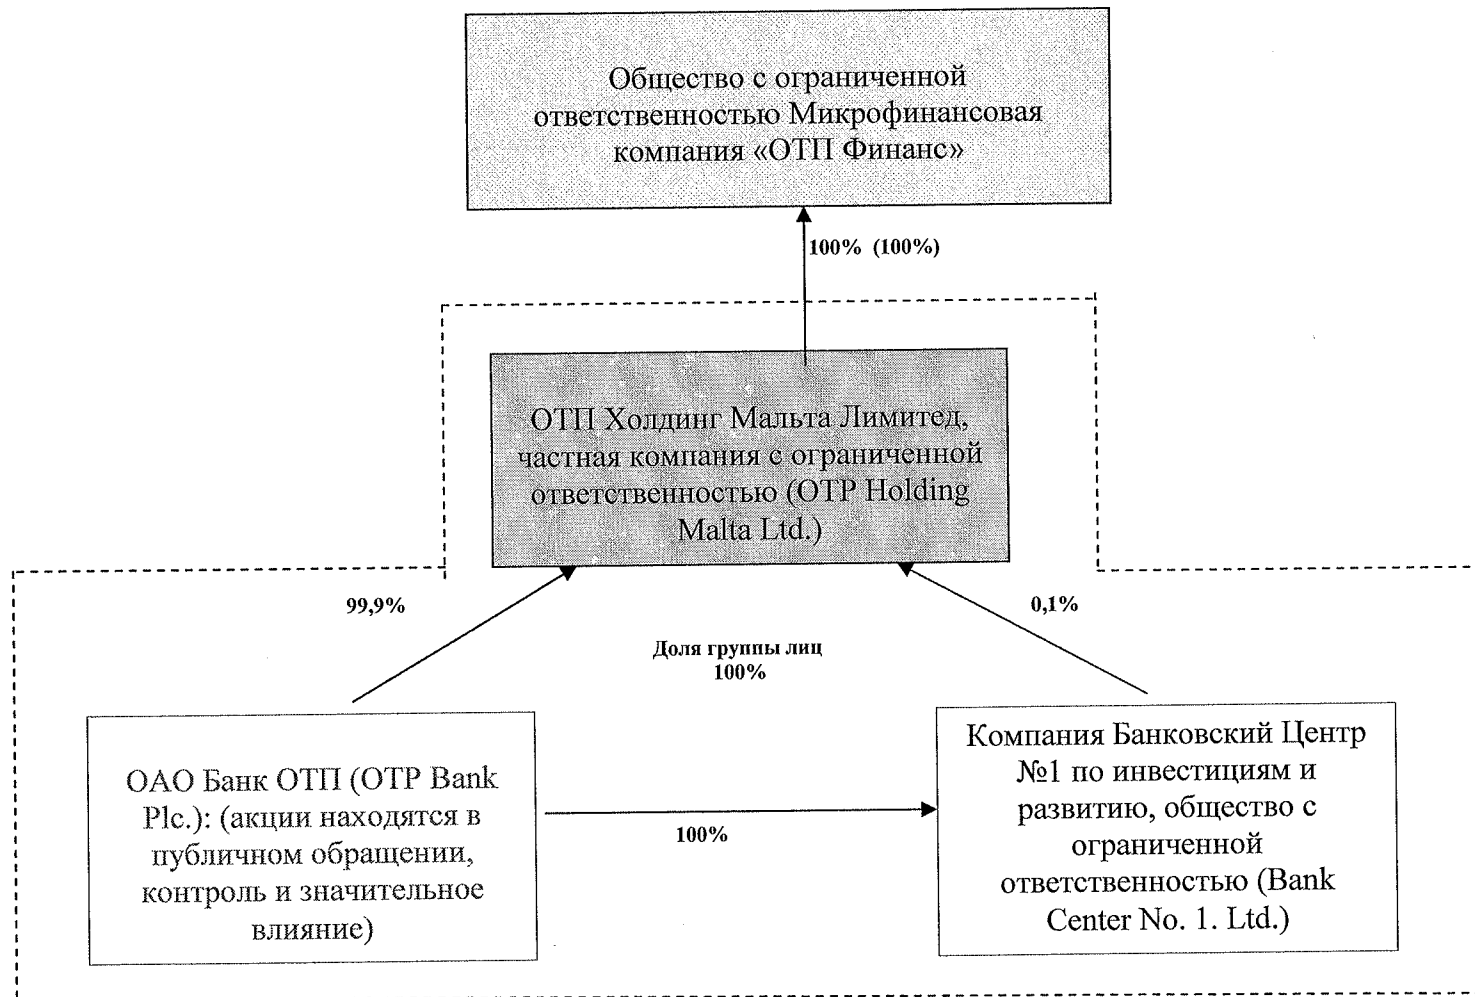 Общество с ограниченной
ответственностью Микрофинансовая
компания «ОТП Финанс»
100% (100%)
ОТП Холдинг Мальта Лимитед,
частная компания с ограниченной
ответственностью (OTP Holding
Malta Ltd.)
99,9%
0,1%
Доля группы лиц
100%
ОАО Банк ОТП (OTP Bank
Plc.): (акции находятся в
публичном обращении,
контроль и значительное
влияние)
100%
Компания Банковский Центр
№1 по инвестициям и
развитию, общество с
ограниченной
ответственностью (Bank
Center No. 1. Ltd.)